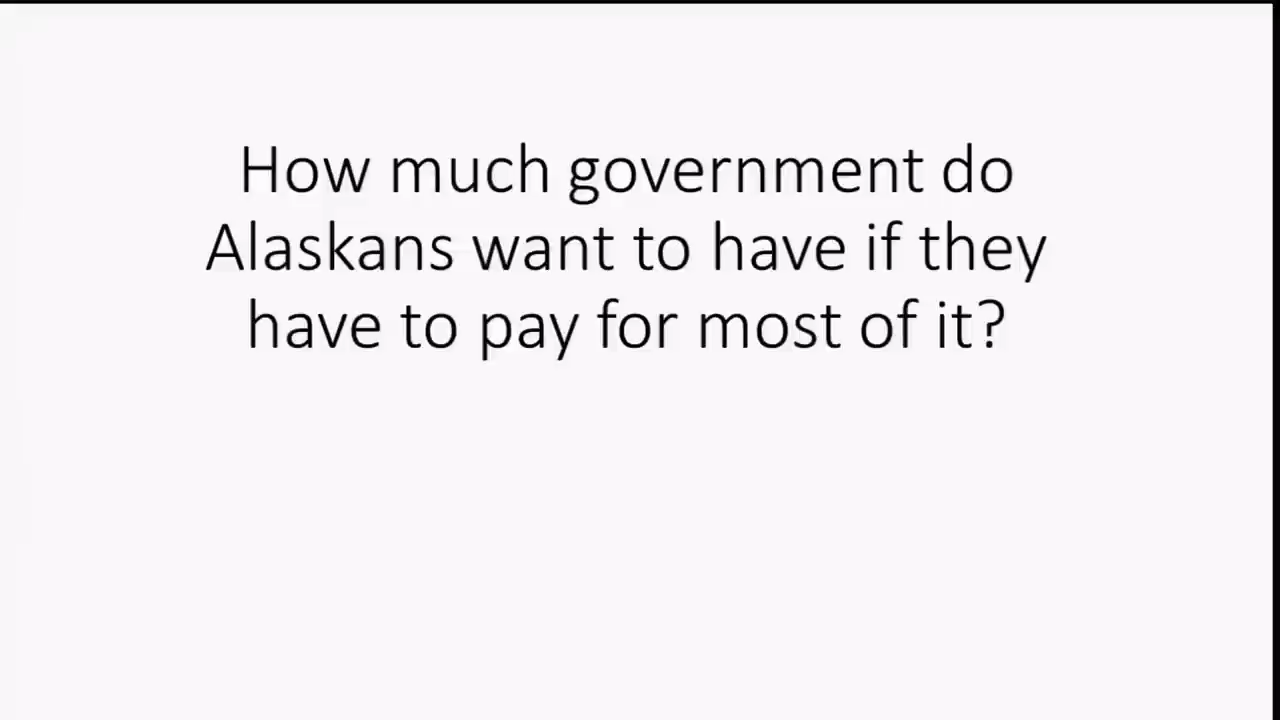 How much government do
Alaskans want to have if they
have to pay for most of it?